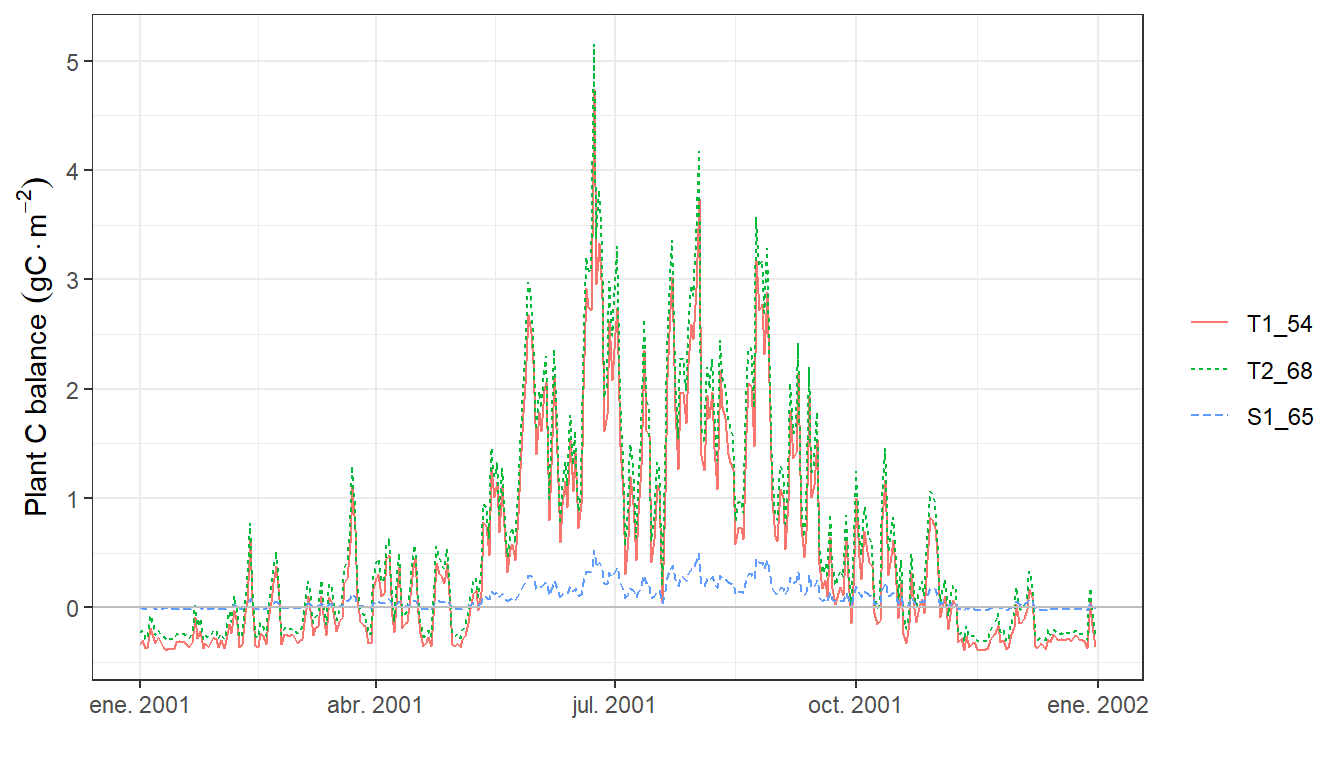 Plant C balance (gC · m⁻²)
5
4
3
2
1
0
ene. 2001 abr. 2001 jul. 2001 oct. 2001 ene. 2002
T1_54
T2_68
S1_65